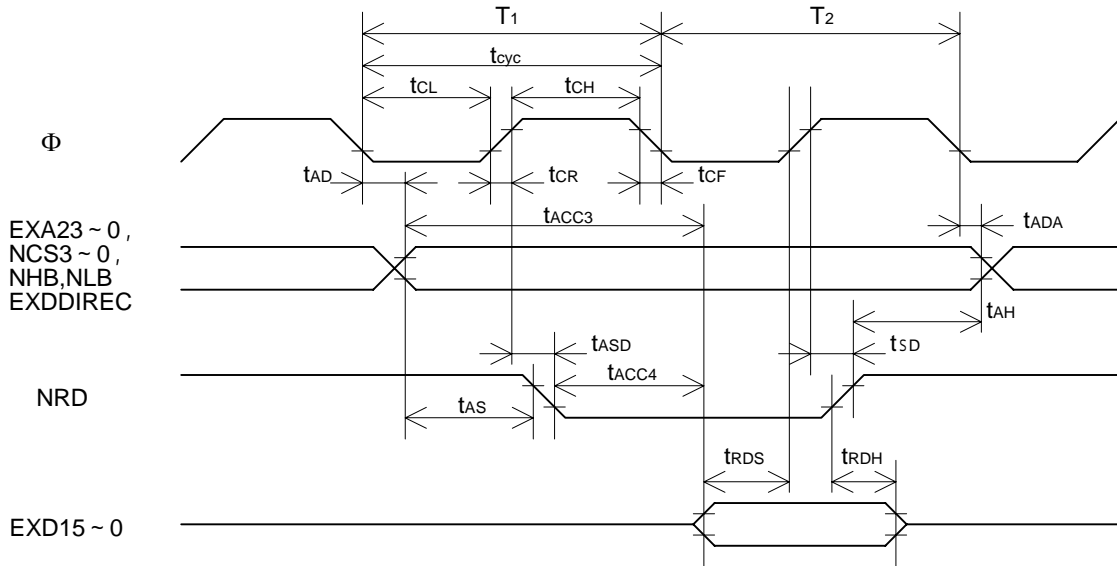 T1
T2
tcyc
tCL
tCH
Φ
tAD
tCR
tCF
tACC3
tADA
EXA23 ~ 0 ,
NCS3 ~ 0 ,
NHB,NLB
EXDDIREC
tAH
tASD
tSD
tACC4
NRD
tAS
tRDS
tRDH
EXD15 ~ 0